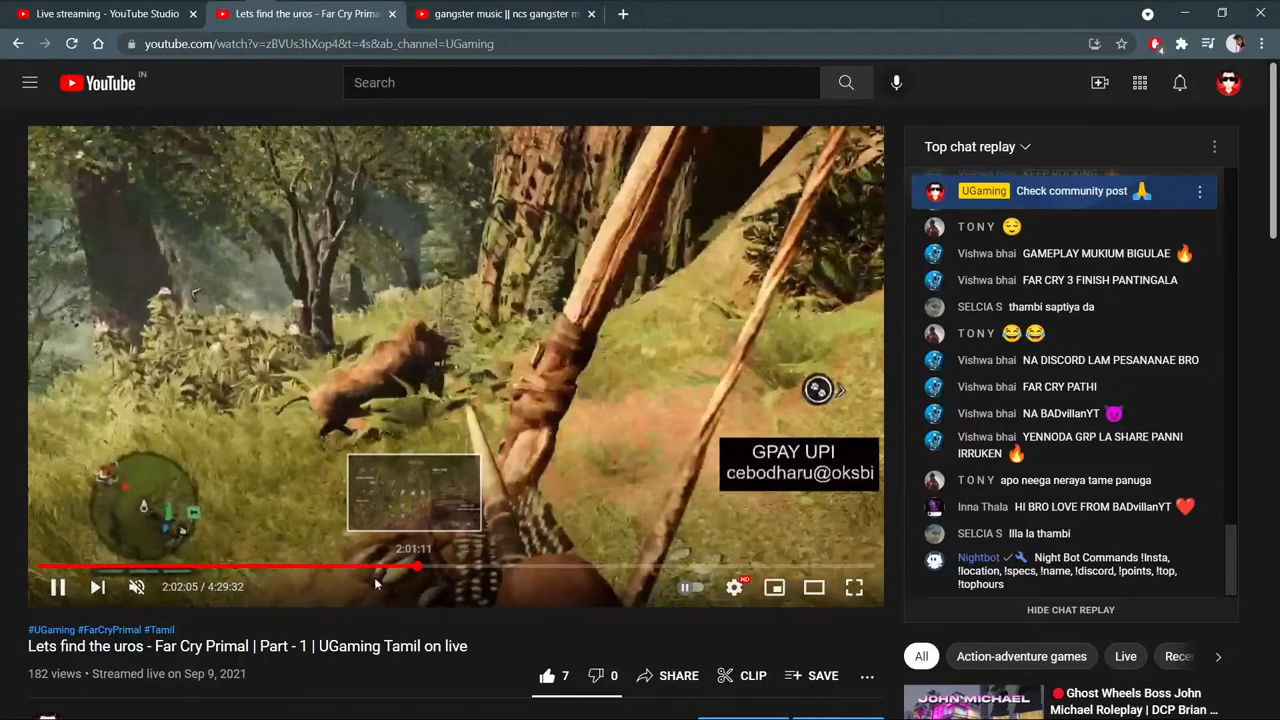 Live streaming - YouTube Studio
Lets find the uros - Far Cry Prima
gangster music || ncs gangster m
youtube.com/watch?v=zBVUs3hXop4&t=4s&ab_channel=UGaming
4
YouTube IN
Search
Top chat replay
UGaming Check community post 🙏
T O N Y 😌
Vishwa bhai GAMEPLAY MUKIUM BIGULAE 🔥
Vishwa bhai FAR CRY 3 FINISH PANTINGALA
SELCIA S thambi saptiya da
T O N Y 😂😂
Vishwa bhai NA DISCORD LAM PESANANAE BRO
Vishwa bhai FAR CRY PATHI
Vishwa bhai NA BADvillanYT 😈
Vishwa bhai YENNODA GRP LA SHARE PANNI
IRRUKEN 🔥
T O N Y apo neega neraya tame panuga
Inna Thala HI BRO LOVE FROM BADvillanYT ❤️
SELCIA S Illa la thambi
Nightbot Night Bot Commands !Insta,
!location, !specs, !name, !discord, !points, !top,
!tophours
HIDE CHAT REPLAY
GPAY UPI
cebodharu@oksbi
2:01:11
2:02:05 / 4:29:32
HD
#UGaming #FarCryPrimal #Tamil
Lets find the uros - Far Cry Primal | Part - 1 | UGaming Tamil on live
182 views • Streamed live on Sep 9, 2021
7 0 SHARE CLIP SAVE
All Action-adventure games Live Rece
JOHN MICHAEL
Ghost Wheels Boss John
Michael Roleplay | DCP Brian ...